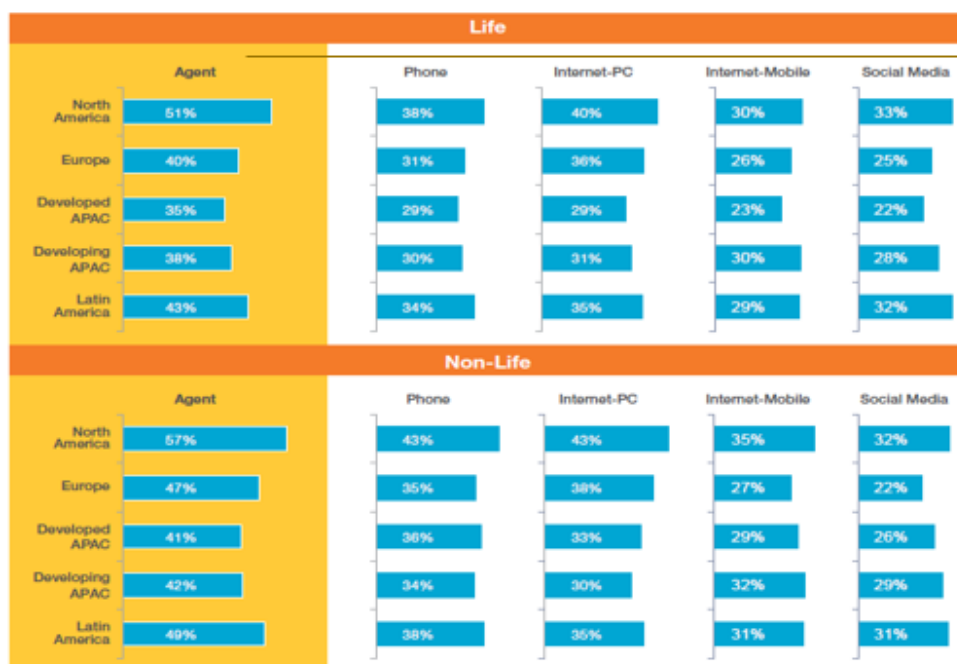 Life
Agent Phone Internet-PC Internet-Mobile Social Media
North
America 51% 38% 40% 30% 33%
Europe 40% 31% 36% 26% 25%
Developed
APAC 35% 29% 29% 23% 22%
Developing
APAC 38% 30% 31% 30% 28%
Latin
America 43% 34% 35% 29% 32%
Non-Life
Agent Phone Internet-PC Internet-Mobile Social Media
North
America 57% 43% 43% 35% 32%
Europe 47% 35% 38% 27% 22%
Developed
APAC 41% 36% 33% 29% 26%
Developing
APAC 42% 34% 30% 32% 29%
Latin
America 49% 38% 35% 31% 31%